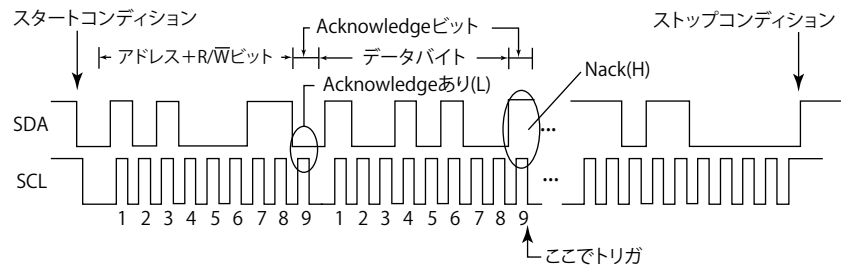 スタートコンディション
Acknowledgeビット
ストップコンディション
アドレス+R/W̅ビット
データバイト
Acknowledgeあり(L)
Nack(H)
SDA
...
SCL
...
1 2 3 4 5 6 7 8 9 1 2 3 4 5 6 7 8 9
ここでトリガ